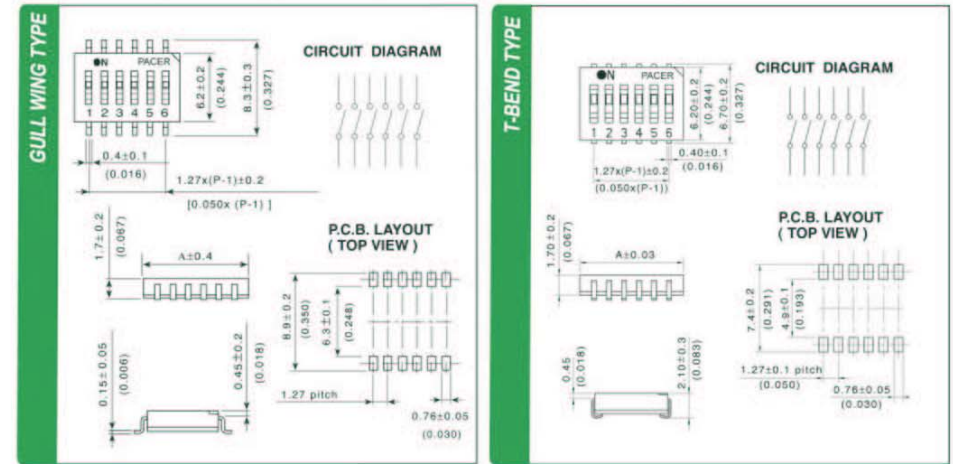 GULL WING TYPE
ON PACER
1 2 3 4 5 6
6.2±0.2
(0.244)
8.3±0.3
(0.327)
CIRCUIT DIAGRAM
0.4±0.1
(0.016)
1.27x(P-1)±0.2
[0.050x (P-1) ]
1.7±0.2
(0.067)
A±0.4
P.C.B. LAYOUT
( TOP VIEW )
8.9±0.2
(0.350)
6.3±0.1
(0.248)
1.27 pitch
0.76±0.05
(0.030)
0.15±0.05
(0.006)
0.45±0.2
(0.018)
T-BEND TYPE
ON PACER
1 2 3 4 5 6
6.20±0.2
(0.244)
6.70±0.2
(0.327)
CIRCUIT DIAGRAM
0.40±0.1
(0.016)
1.27x(P-1)±0.2
(0.050x(P-1))
1.70±0.2
(0.067)
A±0.03
P.C.B. LAYOUT
( TOP VIEW )
7.4±0.2
(0.291)
4.9±0.1
(0.193)
1.27±0.1 pitch
(0.050)
0.76±0.05
(0.030)
0.45
(0.018)
2.10±0.3
(0.083)